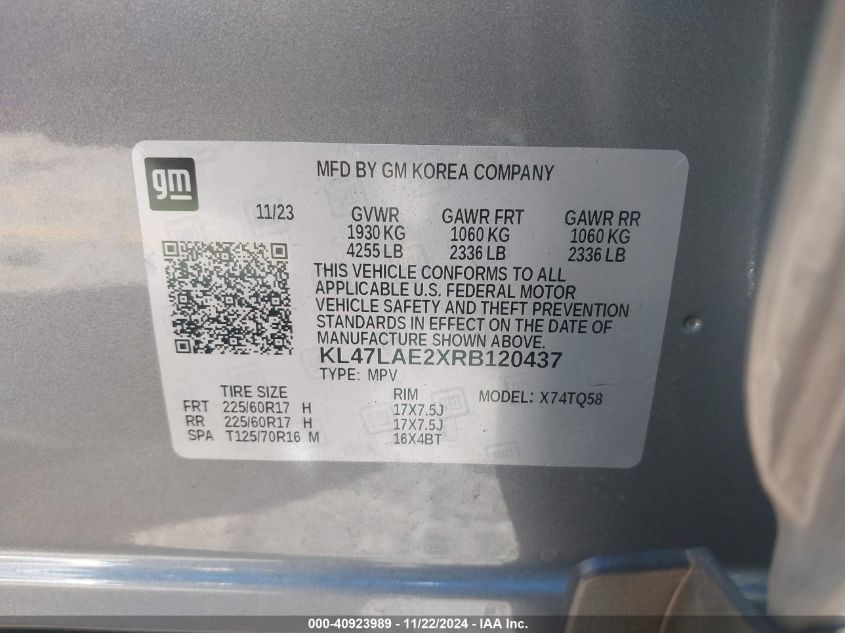 gm
MFD BY GM KOREA COMPANY
11/23
GVWR GAWR FRT GAWR RR
1930 KG 1060 KG 1060 KG
4255 LB 2336 LB 2336 LB
THIS VEHICLE CONFORMS TO ALL
APPLICABLE U.S. FEDERAL MOTOR
VEHICLE SAFETY AND THEFT PREVENTION
STANDARDS IN EFFECT ON THE DATE OF
MANUFACTURE SHOWN ABOVE.
KL47LAE2XRB120437
TYPE: MPV
TIRE SIZE RIM MODEL: X74TQ58
FRT 225/60R17 H 17X7.5J
RR 225/60R17 H 17X7.5J
SPA T125/70R16 M 16X4BT
000-40923989 - 11/22/2024 - IAA Inc.